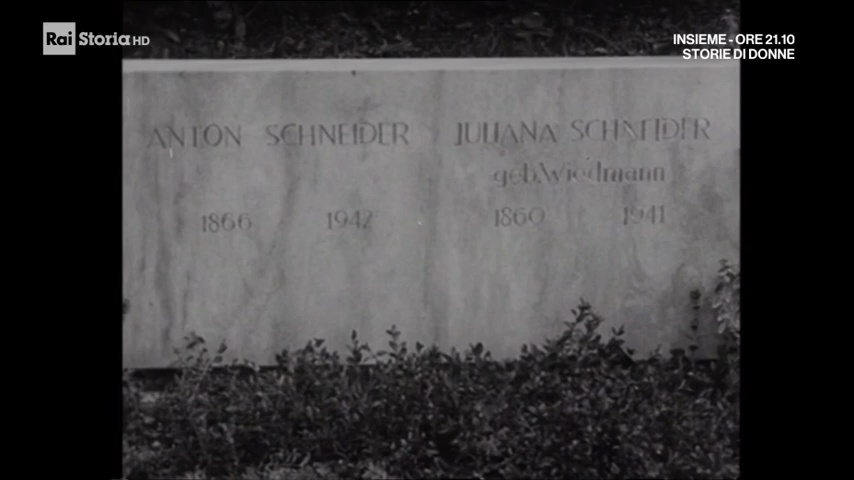 Rai Storia HD
INSIEME - ORE 21.10
STORIE DI DONNE
ANTON SCHNEIDER
JULIANA SCHNEIDER
geb. Wiedmann
1866 1942
1860 1941